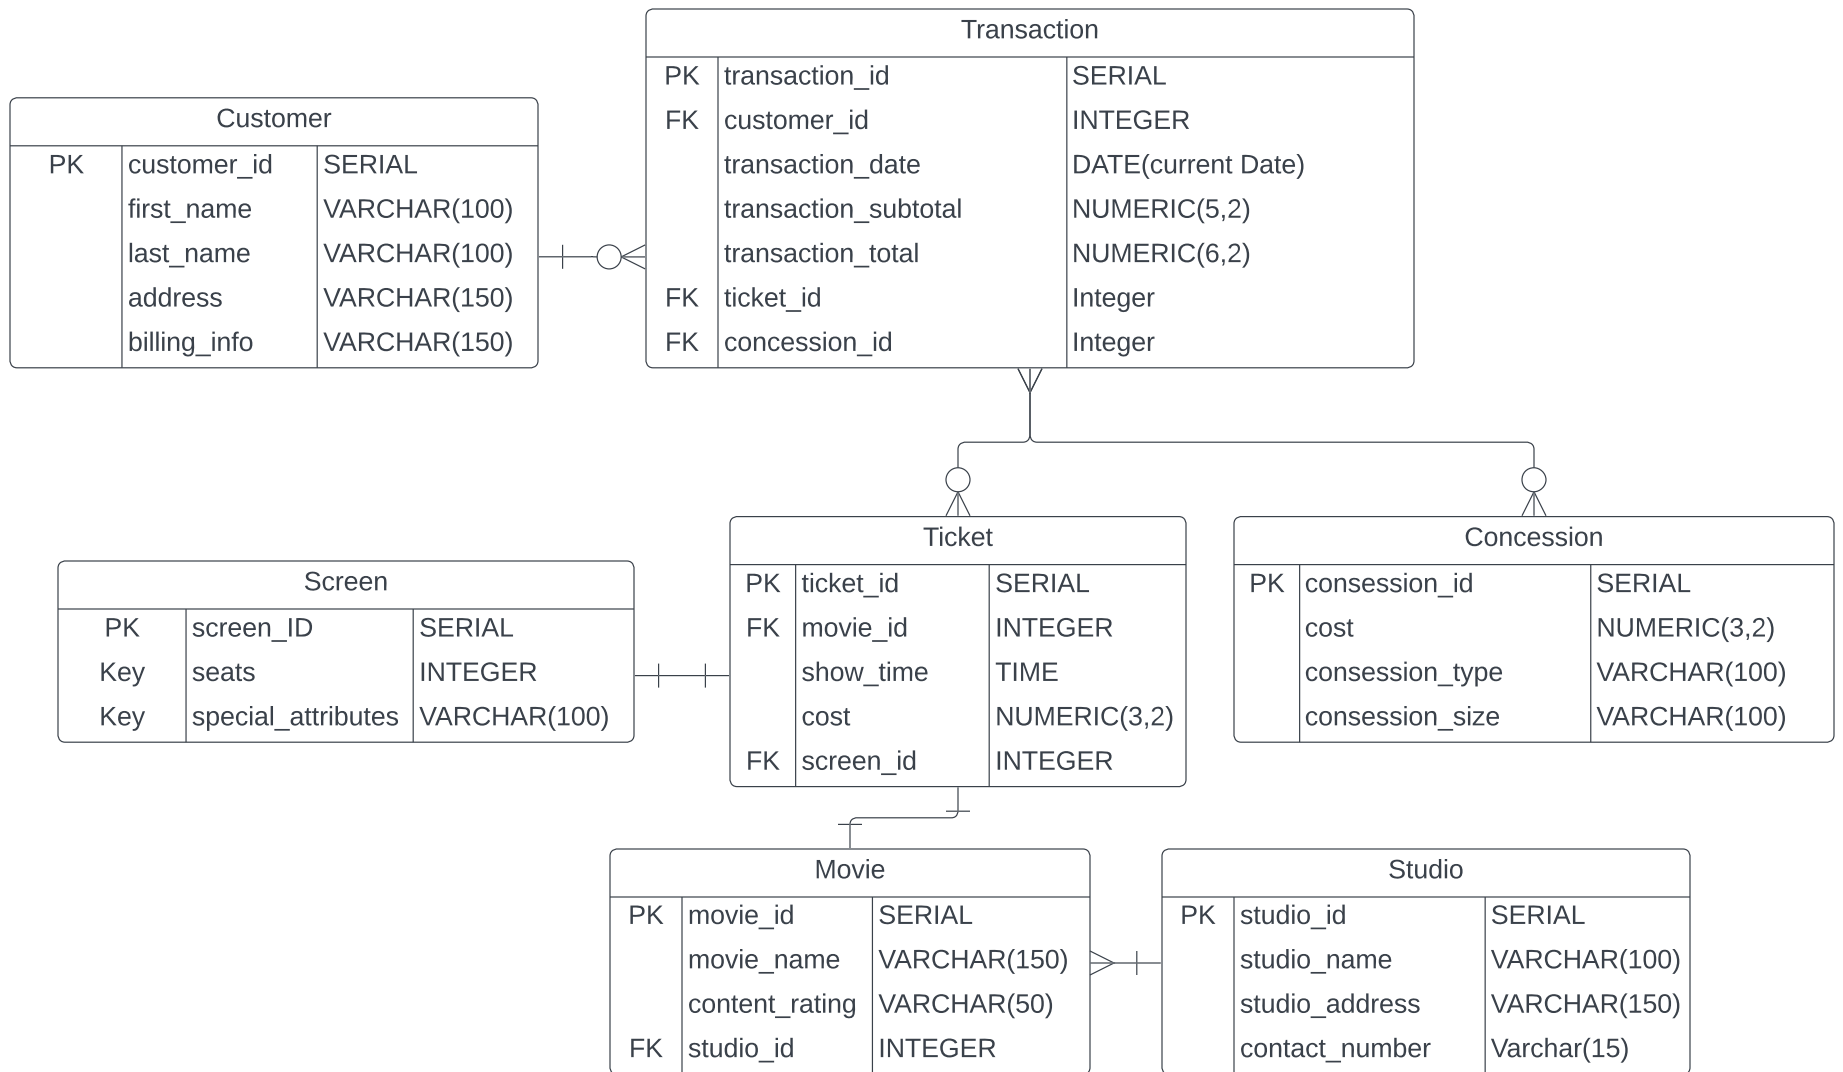 Transaction
PK transaction_id SERIAL
FK customer_id INTEGER
transaction_date DATE(current Date)
transaction_subtotal NUMERIC(5,2)
transaction_total NUMERIC(6,2)
FK ticket_id Integer
FK concession_id Integer
Customer
PK customer_id SERIAL
first_name VARCHAR(100)
last_name VARCHAR(100)
address VARCHAR(150)
billing_info VARCHAR(150)
Ticket
PK ticket_id SERIAL
FK movie_id INTEGER
show_time TIME
cost NUMERIC(3,2)
FK screen_id INTEGER
Concession
PK consession_id SERIAL
cost NUMERIC(3,2)
consession_type VARCHAR(100)
consession_size VARCHAR(100)
Screen
PK screen_ID SERIAL
Key seats INTEGER
Key special_attributes VARCHAR(100)
Movie
PK movie_id SERIAL
movie_name VARCHAR(150)
content_rating VARCHAR(50)
FK studio_id INTEGER
Studio
PK studio_id SERIAL
studio_name VARCHAR(100)
studio_address VARCHAR(150)
contact_number Varchar(15)